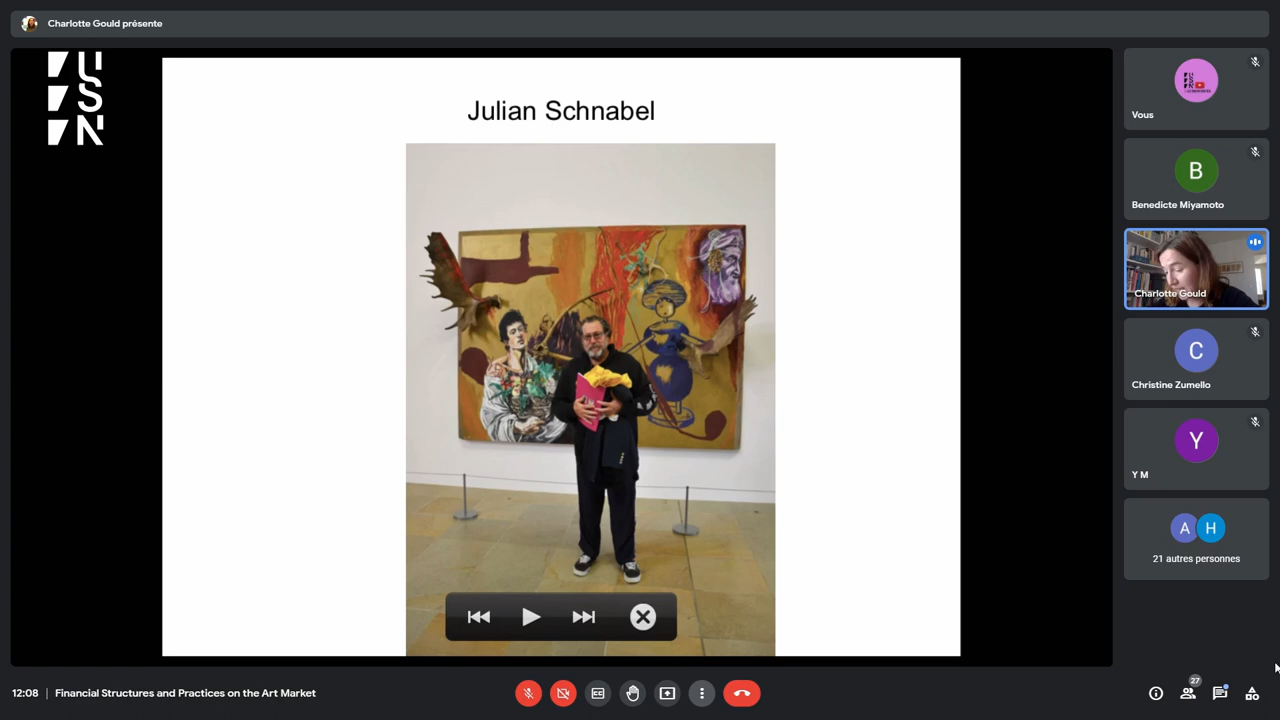 Charlotte Gould présente
USN
Julian Schnabel
Vous
B
Benedicte Miyamoto
Charlotte Gould
C
Christine Zumello
Y
Y M
A H
21 autres personnes
12:08 | Financial Structures and Practices on the Art Market
27